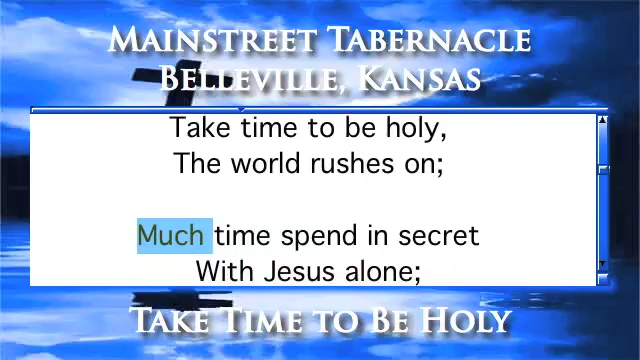 Mainstreet Tabernacle
Belleville, Kansas
Take time to be holy,
The world rushes on;
Much time spend in secret
With Jesus alone;
Take Time to Be Holy